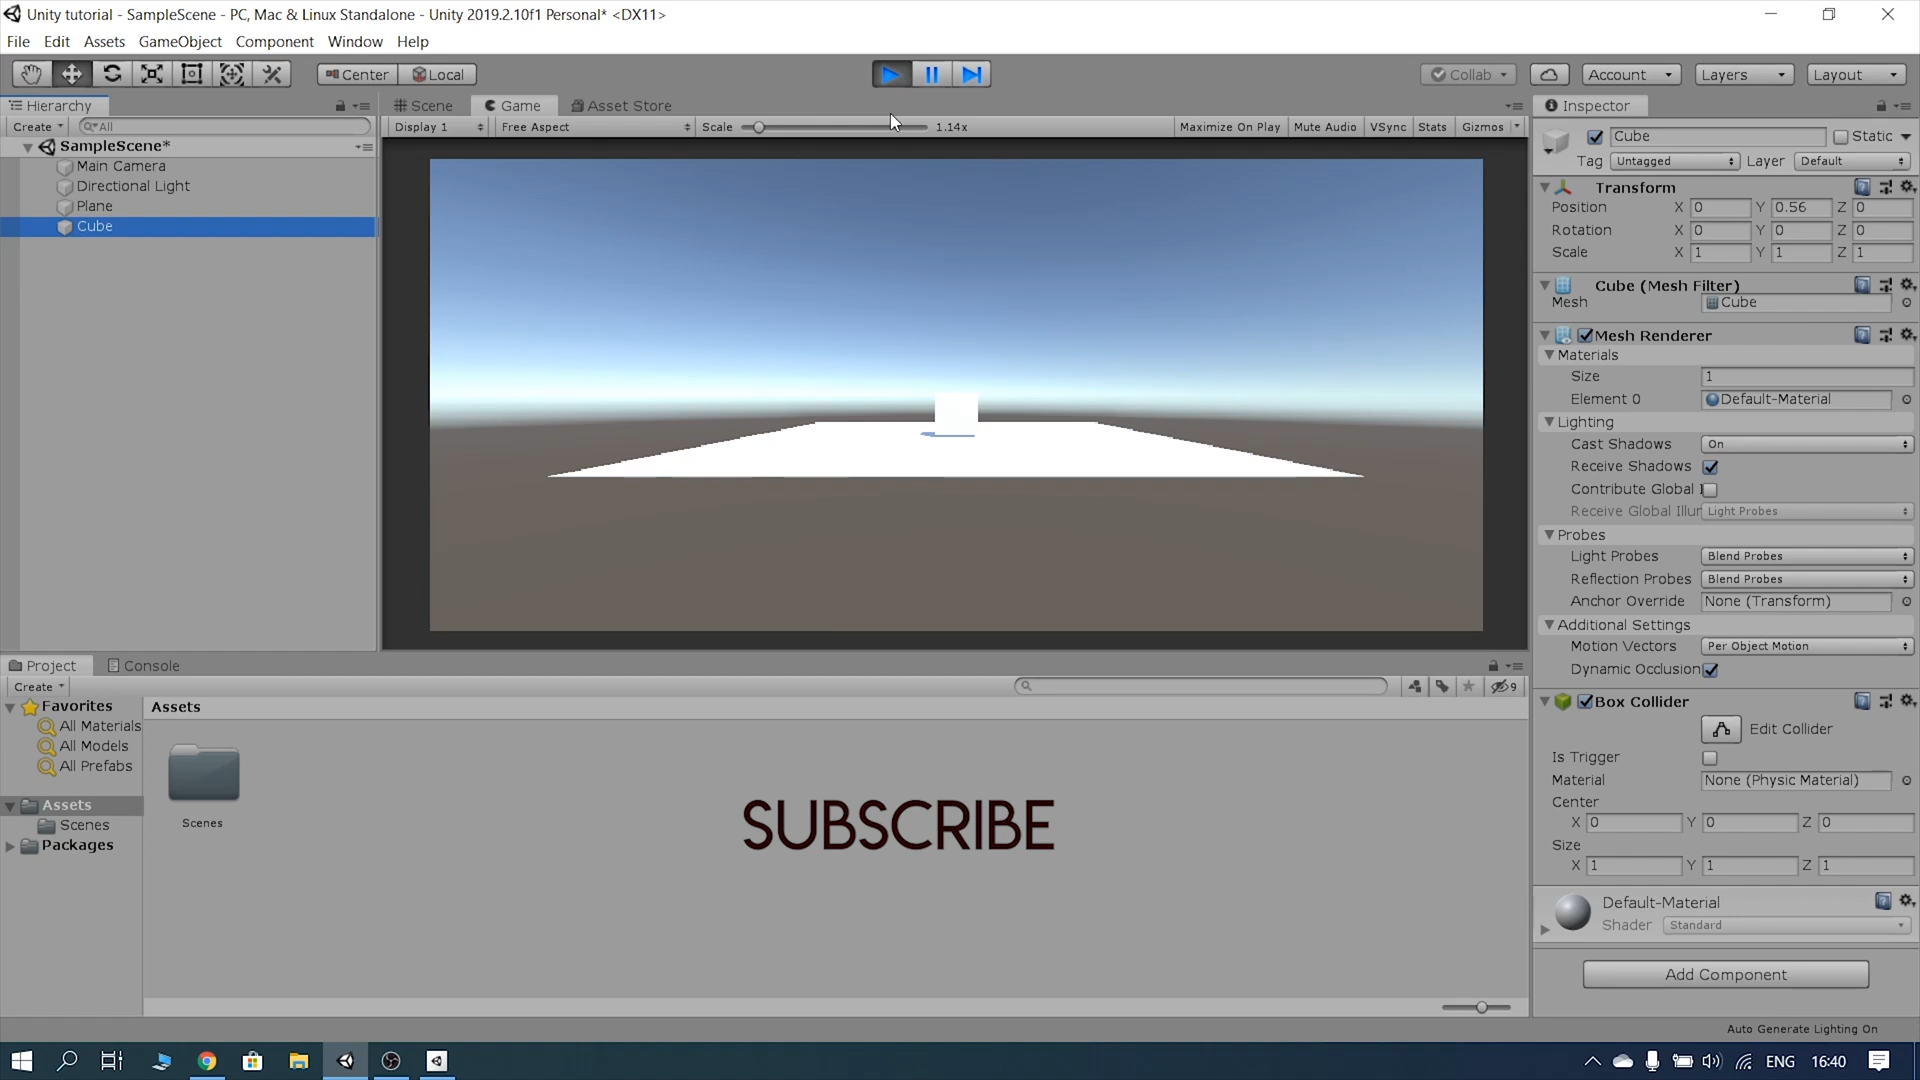 Unity tutorial - SampleScene - PC, Mac & Linux Standalone - Unity 2019.2.10f1 Personal* <DX11>
File Edit Assets GameObject Component Window Help
Center Local Collab Account Layers Layout
Hierarchy Scene Game Asset Store Inspector
Create All Display 1 Free Aspect Scale 1.14x Maximize On Play Mute Audio VSync Stats Gizmos
Cube Static
SampleScene*
Tag Untagged Layer Default
Main Camera
Directional Light
Plane
Cube
Transform
Position X 0 Y 0.56 Z 0
Rotation X 0 Y 0 Z 0
Scale X 1 Y 1 Z 1
Cube (Mesh Filter)
Mesh Cube
Mesh Renderer
Materials
Size 1
Element 0 Default-Material
Lighting
Cast Shadows On
Receive Shadows
Contribute Global I
Receive Global Illur Light Probes
Probes
Light Probes Blend Probes
Reflection Probes Blend Probes
Anchor Override None (Transform)
Additional Settings
Motion Vectors Per Object Motion
Dynamic Occlusion
Box Collider
Edit Collider
Is Trigger
Material None (Physic Material)
Center
X 0 Y 0 Z 0
Size
X 1 Y 1 Z 1
Default-Material
Shader Standard
Add Component
Project Console
Create 9
Favorites
All Materials
All Models
All Prefabs
Assets
Scenes
Packages
Assets
Scenes
SUBSCRIBE
Auto Generate Lighting On
ENG 16:40